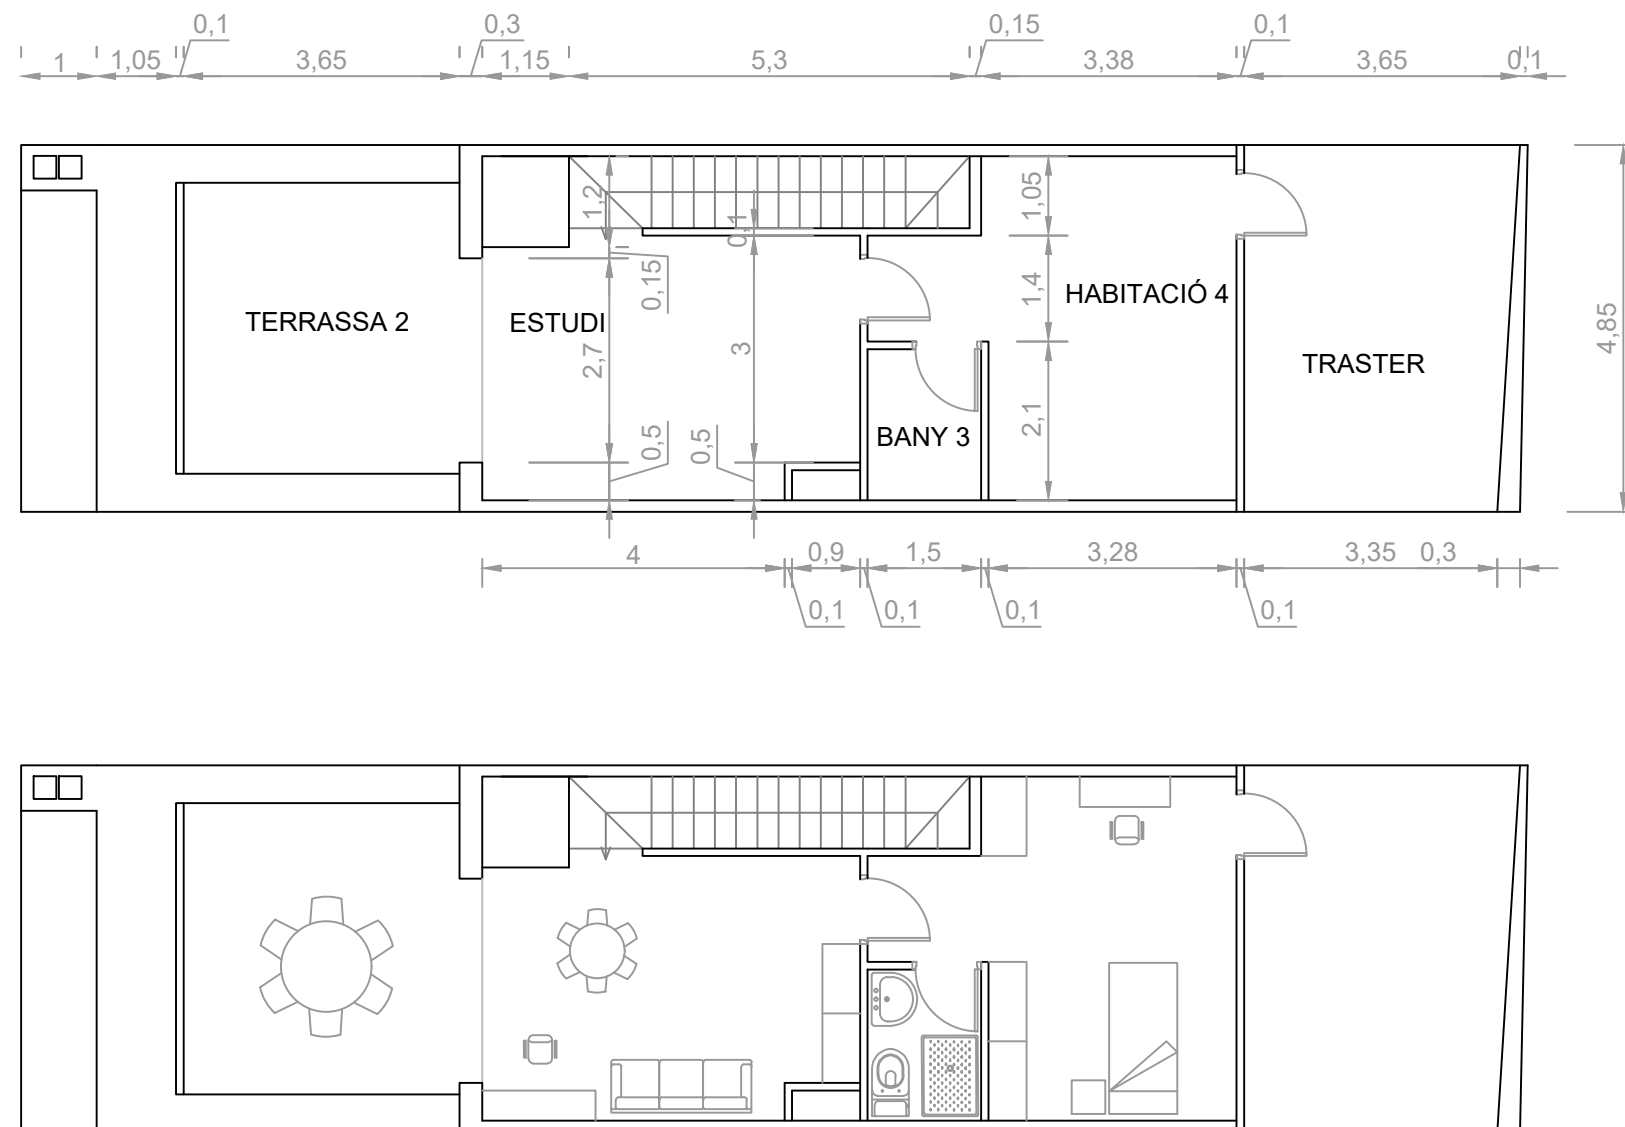 0,1 0,3 0,15 0,1
1 1,05 3,65 1,15 5,3 3,38 3,65 0,1
1,2 0,1 1,05
0,15 1,4 HABITACIÓ 4
TERRASSA 2 ESTUDI 4,85
2,7 3 TRASTER
0,5 0,5 2,1 BANY 3
4 0,9 1,5 3,28 3,35 0,3
0,1 0,1 0,1 0,1